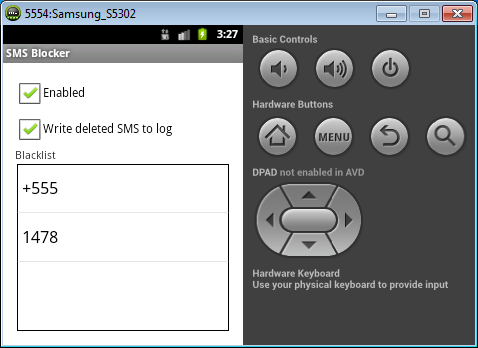 5554:Samsung_S5302
3:27
SMS Blocker
Enabled
Write deleted SMS to log
Blacklist
+555
1478
Basic Controls
Hardware Buttons
MENU
DPAD not enabled in AVD
Hardware Keyboard
Use your physical keyboard to provide input